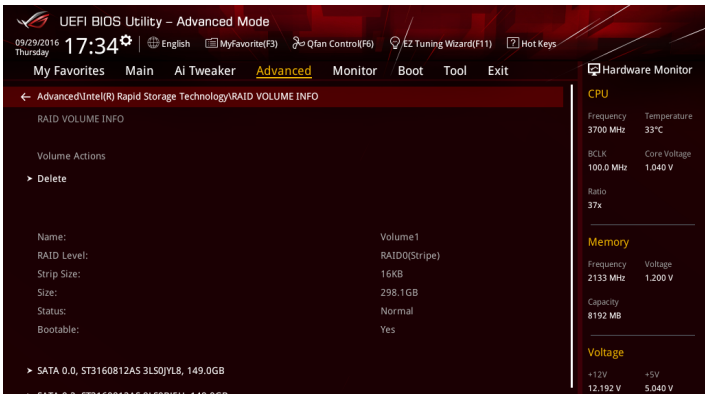 UEFI BIOS Utility – Advanced Mode
09/29/2016 Thursday 17:34 English MyFavorite(F3) Qfan Control(F6) EZ Tuning Wizard(F11) ? Hot Keys
My Favorites Main Ai Tweaker Advanced Monitor Boot Tool Exit
Advanced\Intel(R) Rapid Storage Technology\RAID VOLUME INFO
RAID VOLUME INFO
Volume Actions
Delete
Name: Volume1
RAID Level: RAID0(Stripe)
Strip Size: 16KB
Size: 298.1GB
Status: Normal
Bootable: Yes
SATA 0.0, ST3160812AS 3LS0JYL8, 149.0GB
Hardware Monitor
CPU
Frequency Temperature
3700 MHz 33°C
BCLK Core Voltage
100.0 MHz 1.040 V
Ratio
37x
Memory
Frequency Voltage
2133 MHz 1.200 V
Capacity
8192 MB
Voltage
+12V +5V
12.192 V 5.040 V